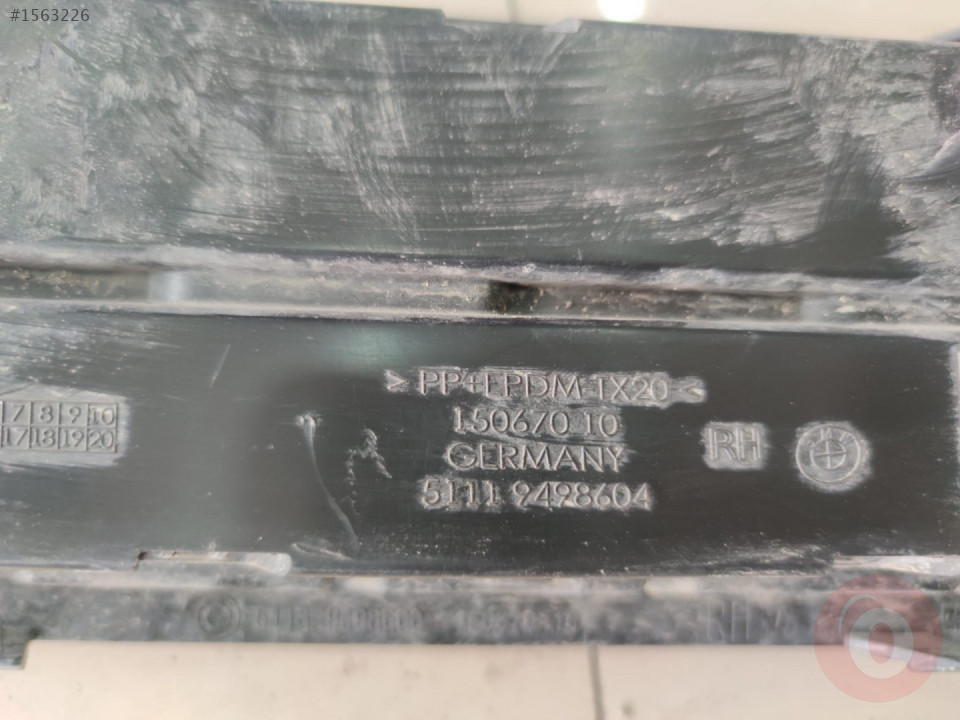 #1563226
> PP+EPDM-TX20 <
7 8 9 10
150670 10
17 18 19 20
GERMANY
RH
5111 9498604